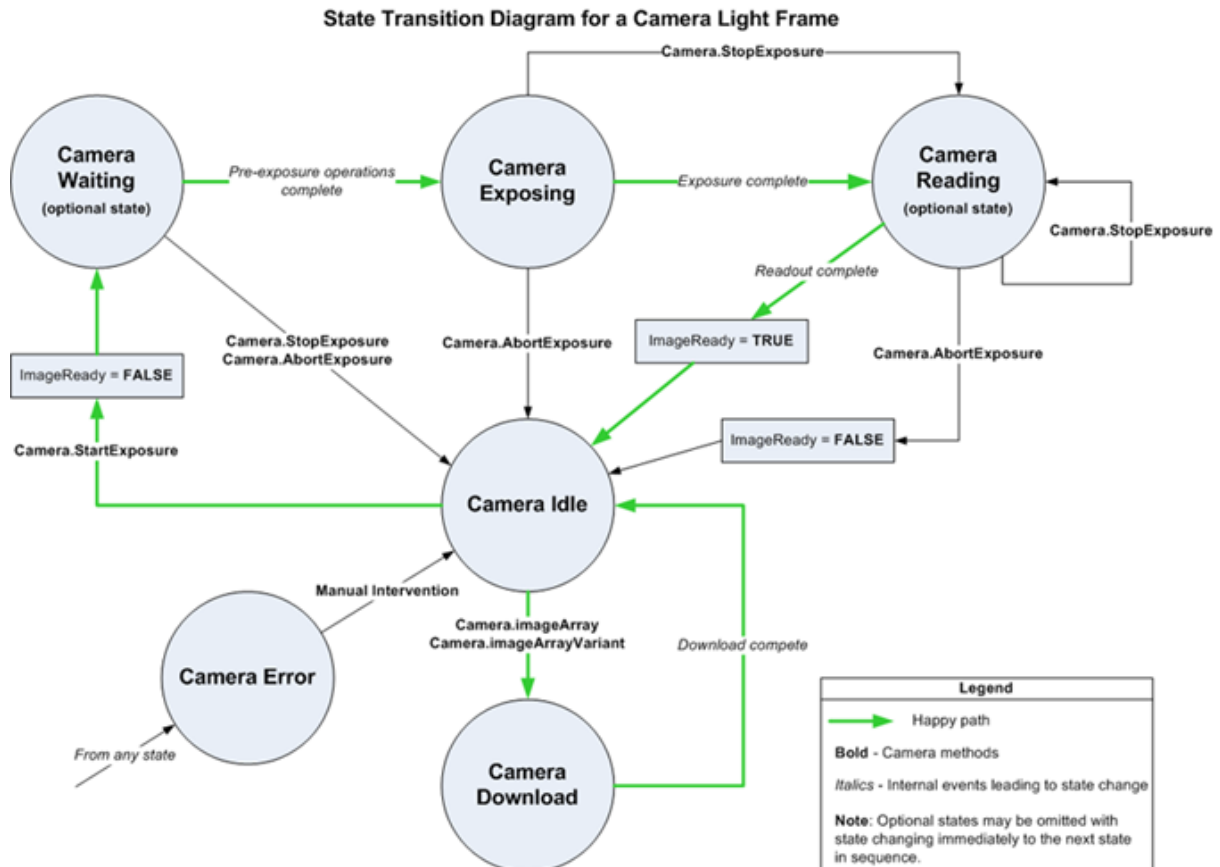 State Transition Diagram for a Camera Light Frame
Camera.StopExposure
Camera
Waiting
(optional state)
Pre-exposure operations
complete
Camera
Exposing
Exposure complete
Camera
Reading
(optional state)
Camera.StopExposure
Readout complete
Camera.StopExposure
Camera.AbortExposure
Camera.AbortExposure
ImageReady = TRUE
Camera.AbortExposure
ImageReady = FALSE
ImageReady = FALSE
Camera.StartExposure
Camera Idle
Manual Intervention
Camera.imageArray
Camera.imageArrayVariant
Download compete
Camera Error
From any state
Camera
Download
Legend
Happy path
Bold - Camera methods
Italics - Internal events leading to state change
Note: Optional states may be omitted with
state changing immediately to the next state
in sequence.